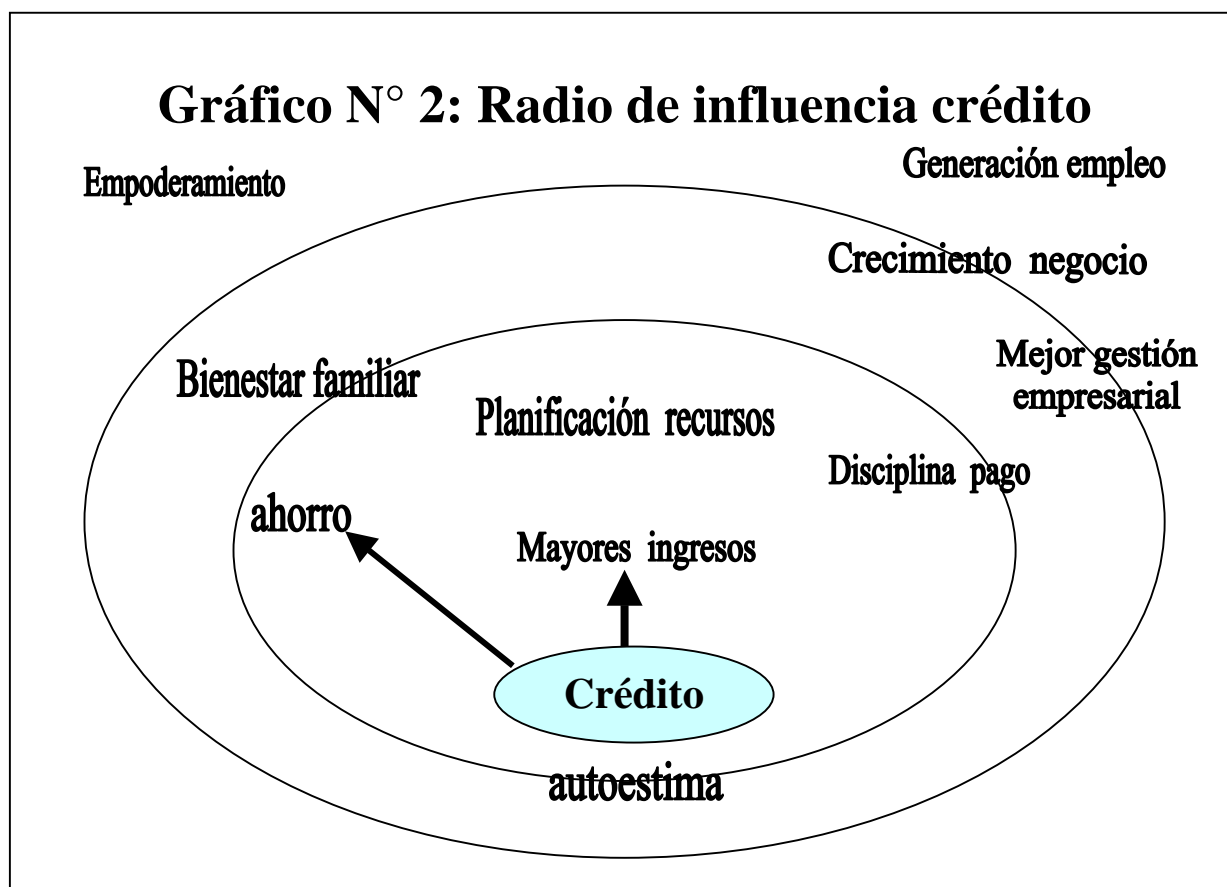 Gráfico N° 2: Radio de influencia crédito
Generación empleo
Empoderamiento
Crecimiento negocio
Mejor gestión
empresarial
Bienestar familiar
Planificación recursos
Disciplina pago
ahorro
Mayores ingresos
Crédito
autoestima